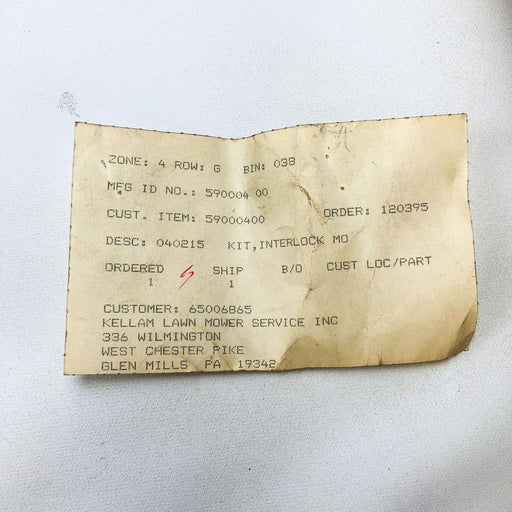 ZONE: 4 ROW: G BIN: 038
MFG ID NO.: 590004 00
CUST. ITEM: 59000400 ORDER: 120395
DESC: 040215 KIT,INTERLOCK MO
ORDERED SHIP B/O CUST LOC/PART
1 1
CUSTOMER: 65006865
KELLAM LAWN MOWER SERVICE INC
336 WILMINGTON
WEST CHESTER PIKE
GLEN MILLS PA 19342